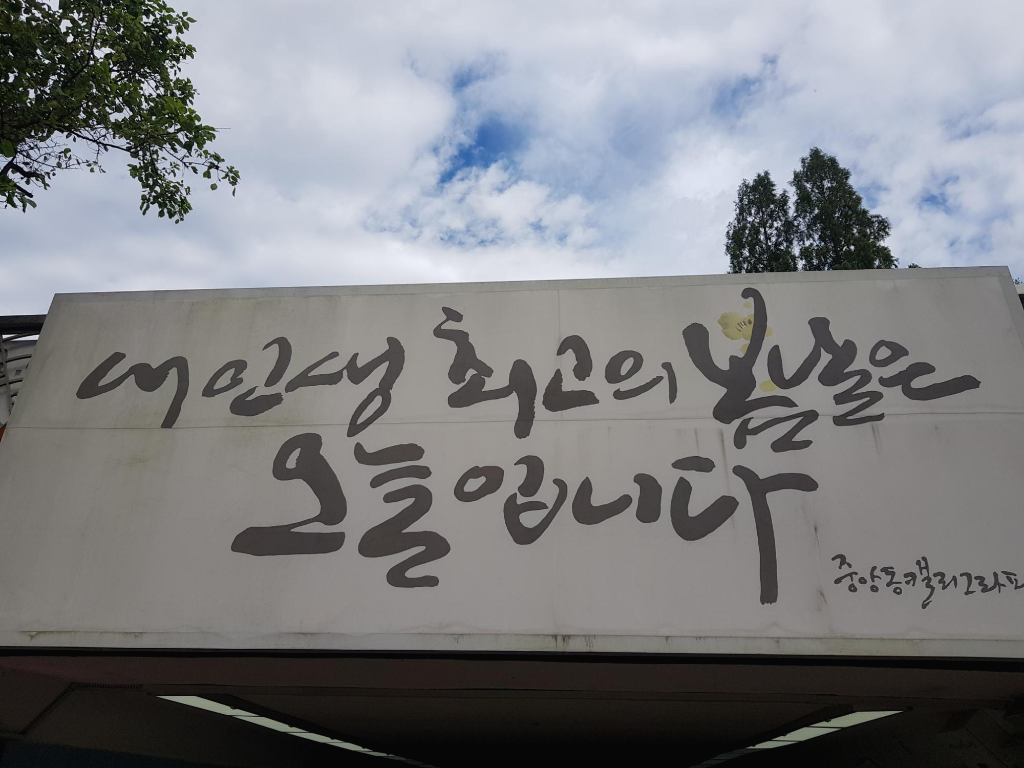 내 인생 최고의 봄날은
오늘입니다
중앙동캘리그라피